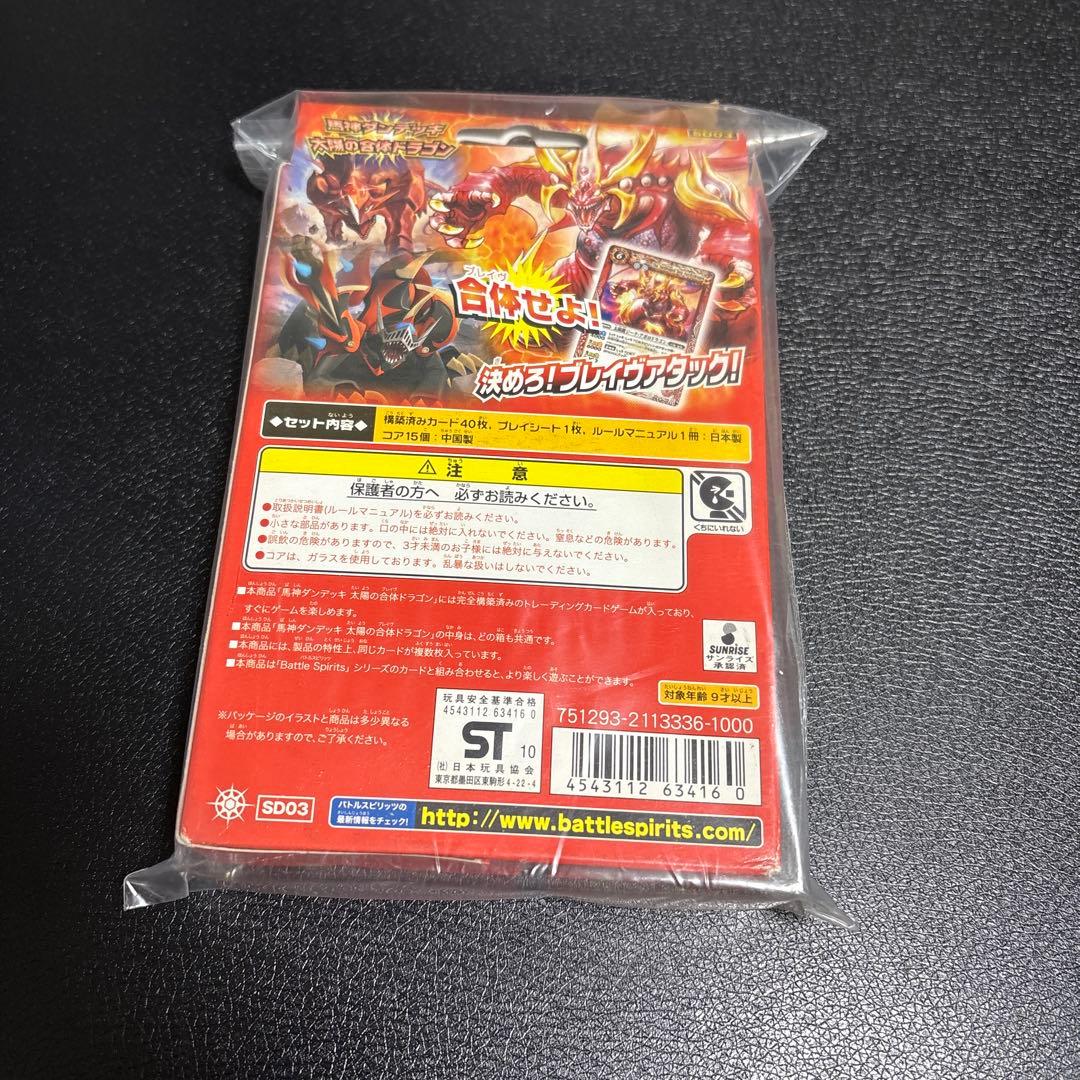 馬神ダンデッキ
太陽の合体ドラゴン
SD03
ブレイヴ
合体せよ!
決めろ!ブレイヴアタック!
◆セット内容◆
構築済みカード40枚, プレイシート1枚, ルールマニュアル1冊:日本製
コア15個:中国製
⚠注 意
保護者の方へ 必ずお読みください。
●取扱説明書(ルールマニュアル)を必ずお読みください。
●小さな部品があります。口の中には絶対に入れないでください。窒息などの危険があります。
●誤飲の危険がありますので、3才未満のお子様には絶対に与えないでください。
●コアは、ガラスを使用しております。乱暴な扱いはしないでください。
くちにいれない
■本商品「馬神ダンデッキ 太陽の合体ドラゴン」には完全構築済みのトレーディングカードゲームが入っており、
すぐにゲームを楽しめます。
■本商品「馬神ダンデッキ 太陽の合体ドラゴン」の中身は、どの箱も共通です。
■本商品には、製品の特性上、同じカードが複数枚入っています。
■本商品は「Battle Spirits」シリーズのカードと組み合わせると、より楽しく遊ぶことができます。
SUNRISE
サンライズ
承認済
対象年齢 9才以上
※パッケージのイラストと商品は多少異なる
場合がありますので、ご了承ください。
玩具安全基準合格
4543112 634160
ST 10
(社)日本玩具協会
東京都墨田区東駒形4-22-4
751293-2113336-1000
4543112 634160
SD03
バトルスピリッツの
最新情報をチェック!
http://www.battlespirits.com/